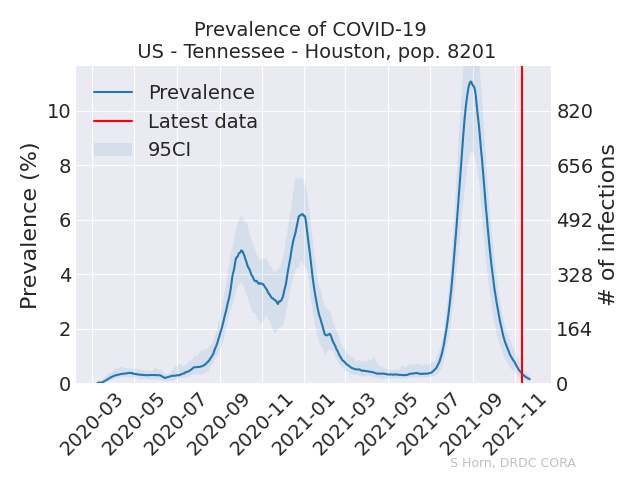 Prevalence of COVID-19
US - Tennessee - Houston, pop. 8201
Prevalence
Latest data
95CI
Prevalence (%)
10
8
6
4
2
0
820
656
492
328
164
0
# of infections
2020-03
2020-05
2020-07
2020-09
2020-11
2021-01
2021-03
2021-05
2021-07
2021-09
2021-11
S Horn, DRDC CORA